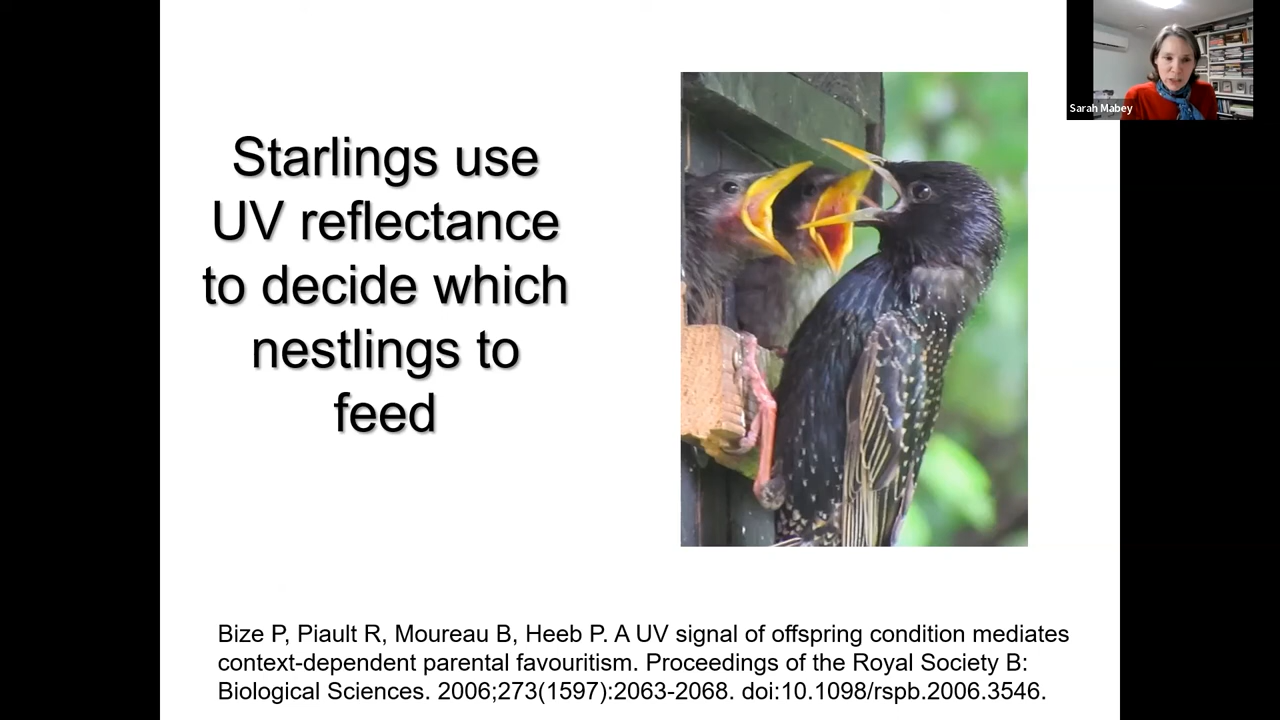 Starlings use
UV reflectance
to decide which
nestlings to
feed
Sarah Mabey
Bize P, Piault R, Moureau B, Heeb P. A UV signal of offspring condition mediates
context-dependent parental favouritism. Proceedings of the Royal Society B:
Biological Sciences. 2006;273(1597):2063-2068. doi:10.1098/rspb.2006.3546.